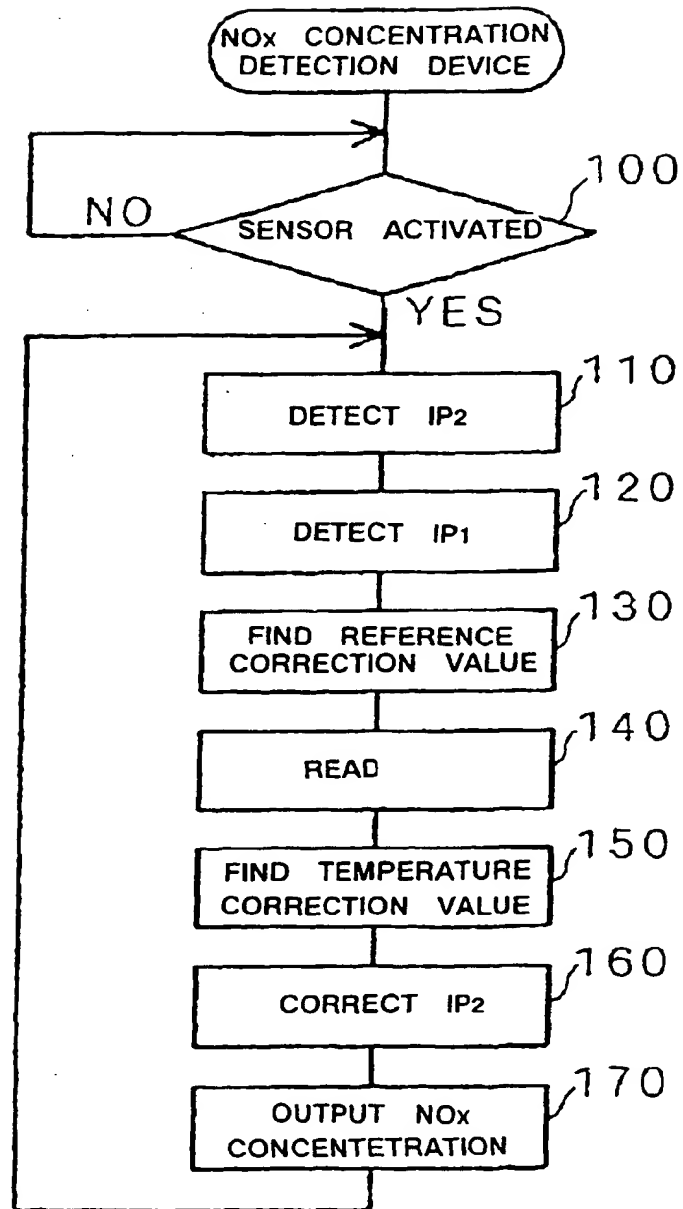 NOx CONCENTRATION
DETECTION DEVICE
100
NO
SENSOR ACTIVATED
YES
110
DETECT IP2
120
DETECT IP1
130
FIND REFERENCE
CORRECTION VALUE
140
READ
150
FIND TEMPERATURE
CORRECTION VALUE
160
CORRECT IP2
170
OUTPUT NOx
CONCENTETRATION